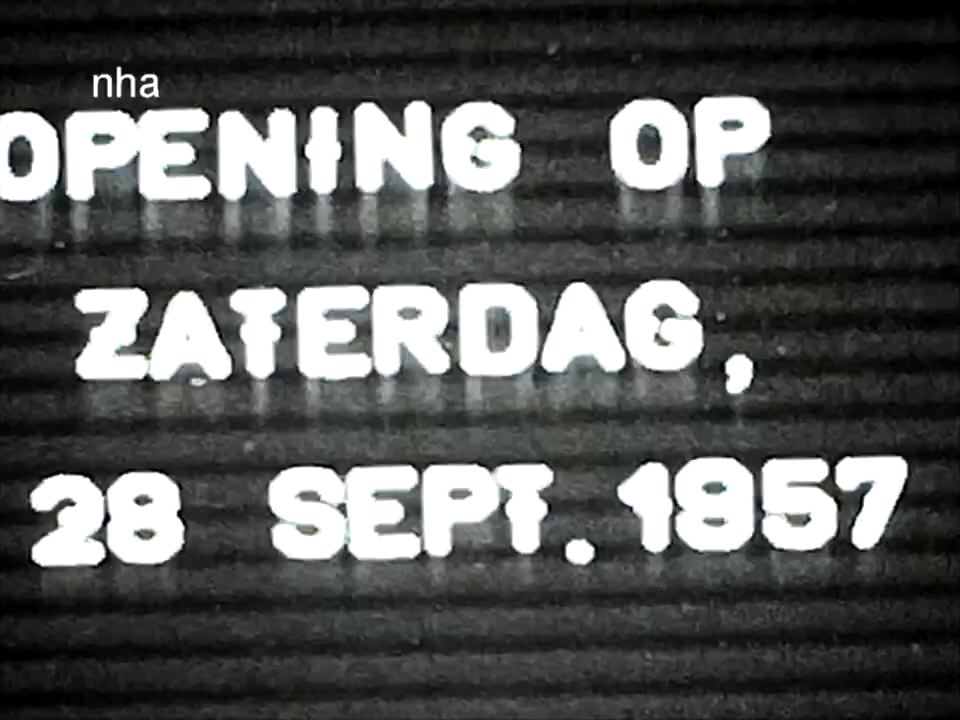 nha
OPENING OP
ZATERDAG,
28 SEPT. 1957